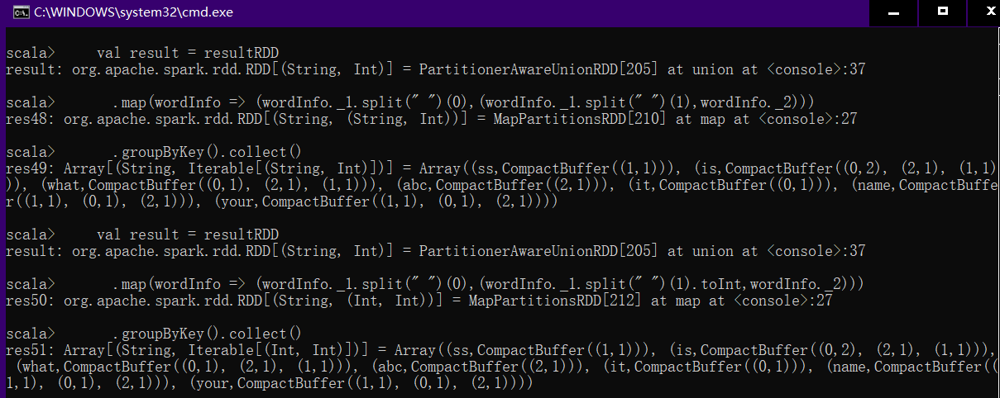 C:\WINDOWS\system32\cmd.exe
scala>     val result = resultRDD
result: org.apache.spark.rdd.RDD[(String, Int)] = PartitionerAwareUnionRDD[205] at union at <console>:37
scala>       .map(wordInfo => (wordInfo._1.split(" ")(0),(wordInfo._1.split(" ")(1),wordInfo._2)))
res48: org.apache.spark.rdd.RDD[(String, (String, Int))] = MapPartitionsRDD[210] at map at <console>:27
scala>       .groupByKey().collect()
res49: Array[(String, Iterable[(String, Int)])] = Array((ss,CompactBuffer((1,1))), (is,CompactBuffer((0,2), (2,1), (1,1)
)), (what,CompactBuffer((0,1), (2,1), (1,1))), (abc,CompactBuffer((2,1))), (it,CompactBuffer((0,1))), (name,CompactBuffe
r((1,1), (0,1), (2,1))), (your,CompactBuffer((1,1), (0,1), (2,1))))
scala>     val result = resultRDD
result: org.apache.spark.rdd.RDD[(String, Int)] = PartitionerAwareUnionRDD[205] at union at <console>:37
scala>       .map(wordInfo => (wordInfo._1.split(" ")(0),(wordInfo._1.split(" ")(1).toInt,wordInfo._2)))
res50: org.apache.spark.rdd.RDD[(String, (Int, Int))] = MapPartitionsRDD[212] at map at <console>:27
scala>       .groupByKey().collect()
res51: Array[(String, Iterable[(Int, Int)])] = Array((ss,CompactBuffer((1,1))), (is,CompactBuffer((0,2), (2,1), (1,1))),
 (what,CompactBuffer((0,1), (2,1), (1,1))), (abc,CompactBuffer((2,1))), (it,CompactBuffer((0,1))), (name,CompactBuffer((
1,1), (0,1), (2,1))), (your,CompactBuffer((1,1), (0,1), (2,1))))